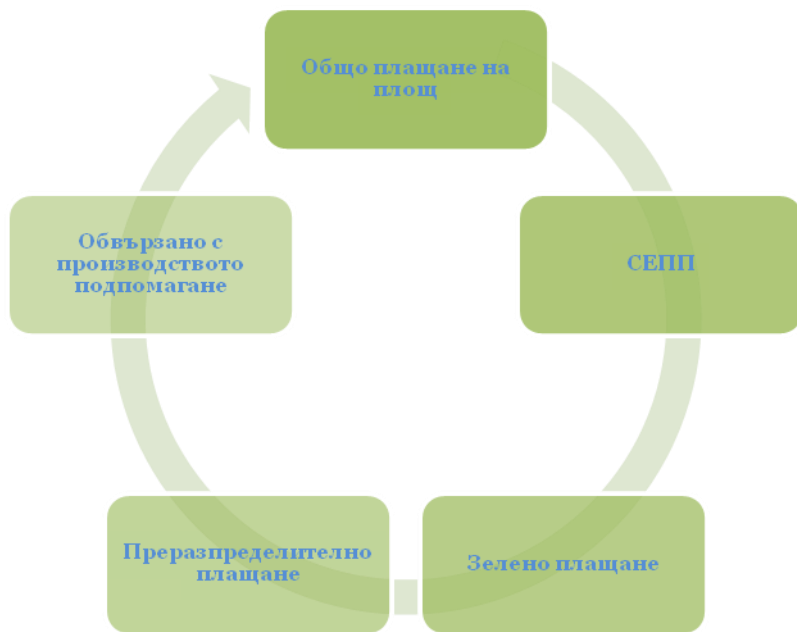 Общо плащане на
площ
СЕПП
Зелено плащане
Преразпределително
плащане
Обвързано с
производството
подпомагане